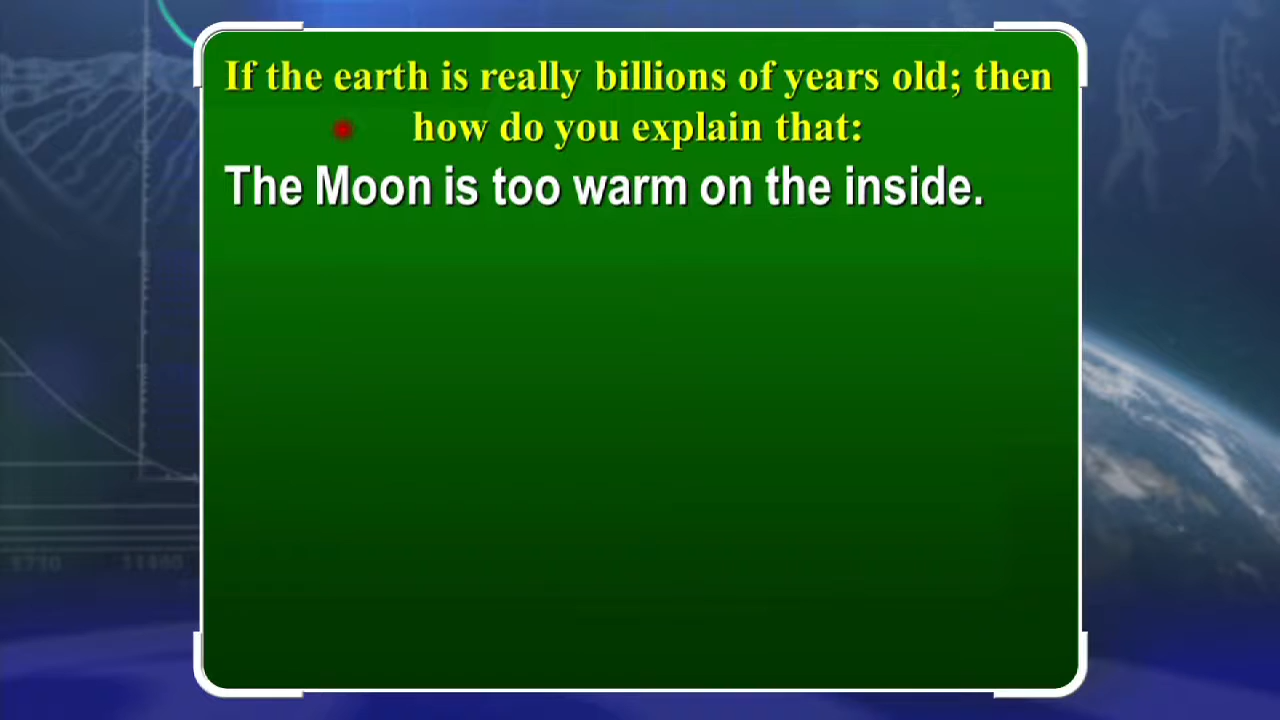 If the earth is really billions of years old; then
how do you explain that:
The Moon is too warm on the inside.